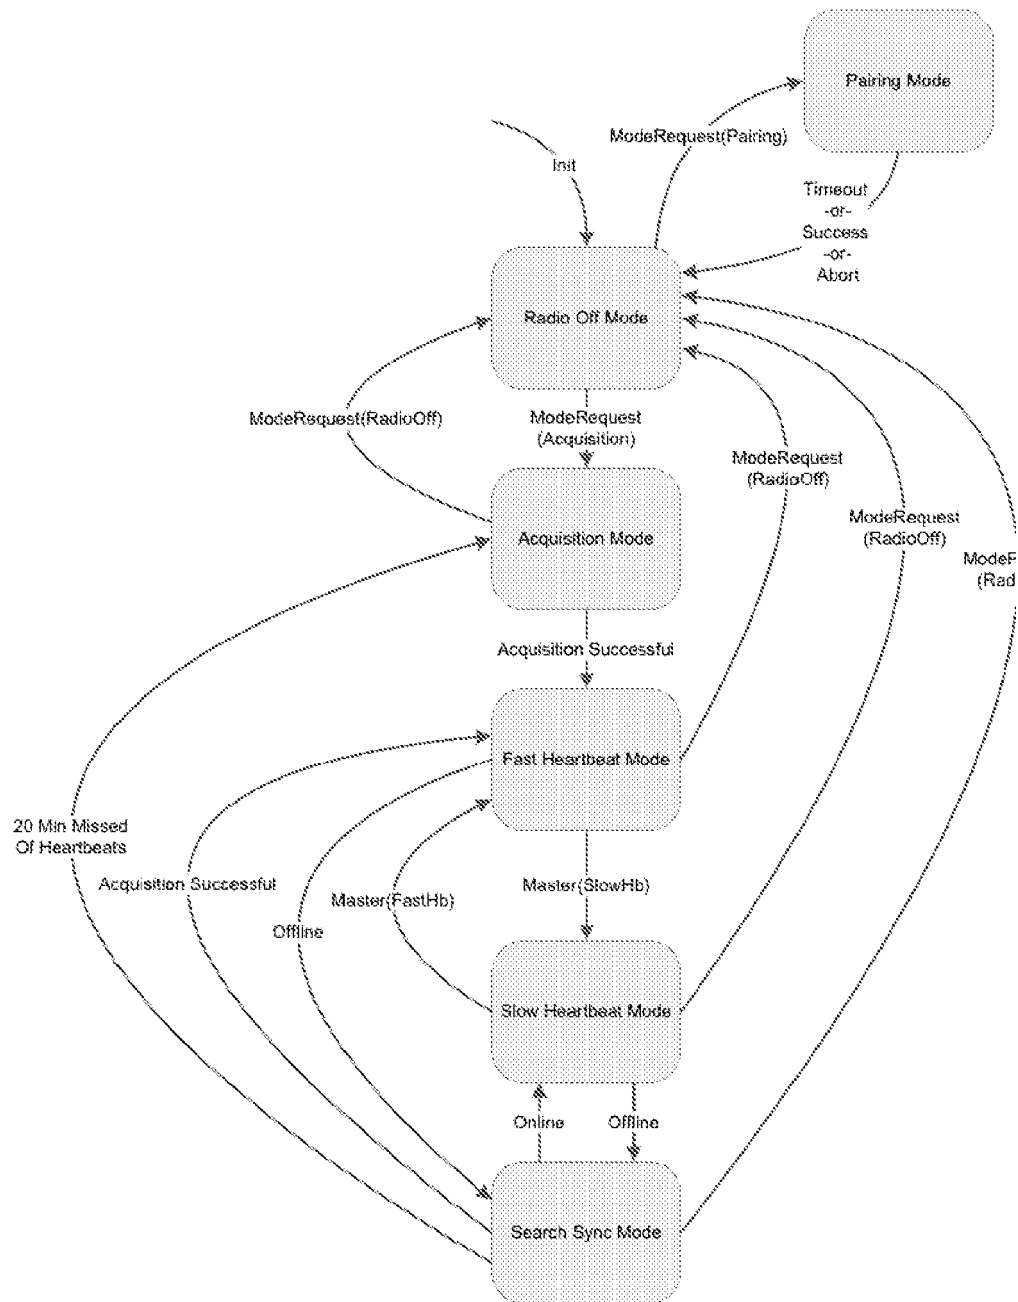 Pairing Mode
ModeRequest(Pairing)
Init
Timeout
-or-
Success
-or-
Abort
Radio Off Mode
ModeRequest(RadioOff)
ModeRequest
(Acquisition)
ModeRequest
(RadioOff)
ModeRequest
(RadioOff)
Acquisition Mode
Acquisition Successful
Fast Heartbeat Mode
20 Min Missed
Of Heartbeats
Acquisition Successful
Offline
Master(FastHb)
Master(SlowHb)
Slow Heartbeat Mode
Online
Offline
Search Sync Mode